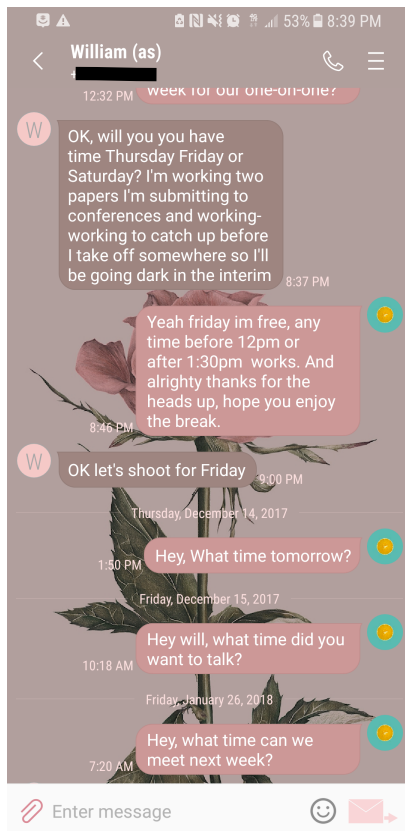 53% 8:39 PM
William (as)
+
week for our one-on-one?
12:32 PM
W
OK, will you you have
time Thursday Friday or
Saturday? I'm working two
papers I'm submitting to
conferences and working-
working to catch up before
I take off somewhere so I'll
be going dark in the interim
8:37 PM
Yeah friday im free, any
time before 12pm or
after 1:30pm works. And
alrighty thanks for the
heads up, hope you enjoy
the break.
8:46 PM
W
OK let's shoot for Friday
9:00 PM
Thursday, December 14, 2017
Hey, What time tomorrow?
1:50 PM
Friday, December 15, 2017
Hey will, what time did you
want to talk?
10:18 AM
Friday, January 26, 2018
Hey, what time can we
meet next week?
7:20 AM
Enter message